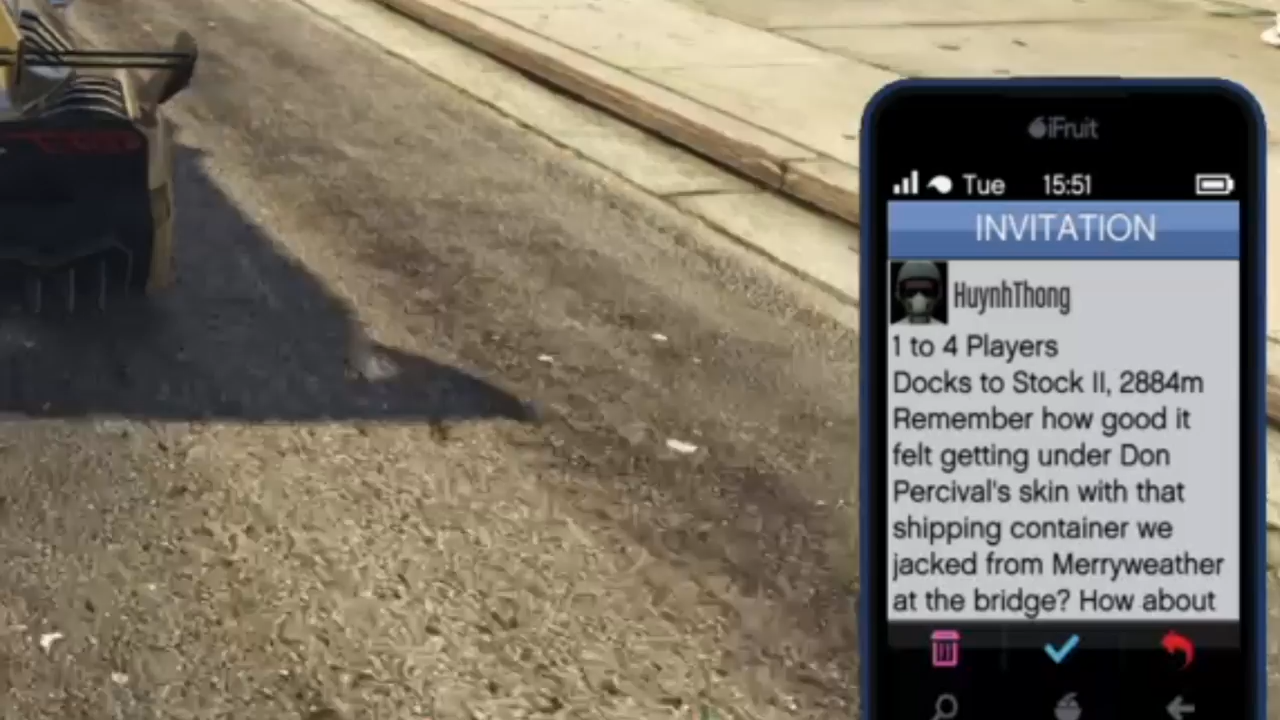 iFruit
Tue 15:51
INVITATION
HuynhThong
1 to 4 Players
Docks to Stock II, 2884m
Remember how good it
felt getting under Don
Percival's skin with that
shipping container we
jacked from Merryweather
at the bridge? How about